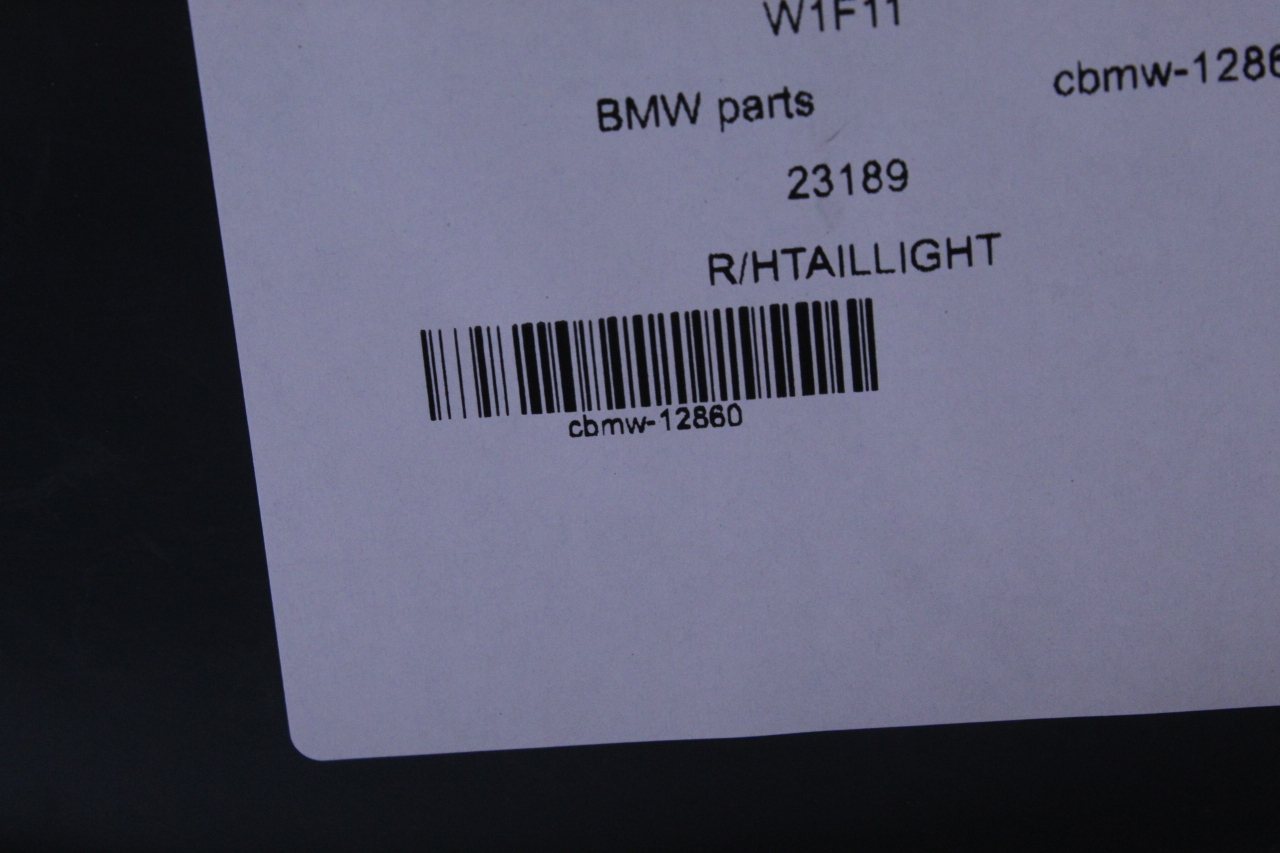 W1F11
BMW parts cbmw-1286
23189
R/HTAILLIGHT
cbmw-12860